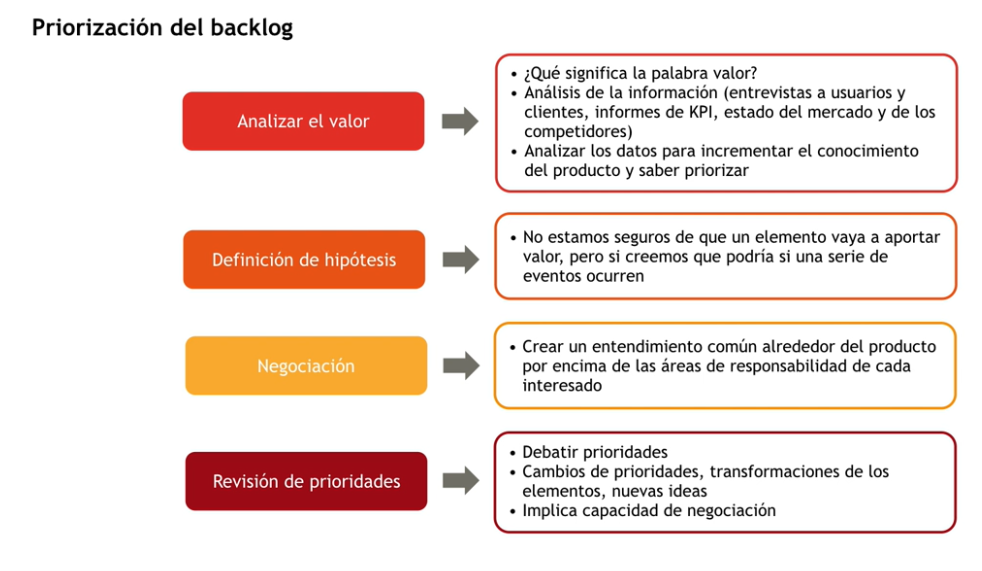 Priorización del backlog
Analizar el valor
• ¿Qué significa la palabra valor?
• Análisis de la información (entrevistas a usuarios y
clientes, informes de KPI, estado del mercado y de los
competidores)
• Analizar los datos para incrementar el conocimiento
del producto y saber priorizar
Definición de hipótesis
• No estamos seguros de que un elemento vaya a aportar
valor, pero si creemos que podría si una serie de
eventos ocurren
Negociación
• Crear un entendimiento común alrededor del producto
por encima de las áreas de responsabilidad de cada
interesado
Revisión de prioridades
• Debatir prioridades
• Cambios de prioridades, transformaciones de los
elementos, nuevas ideas
• Implica capacidad de negociación